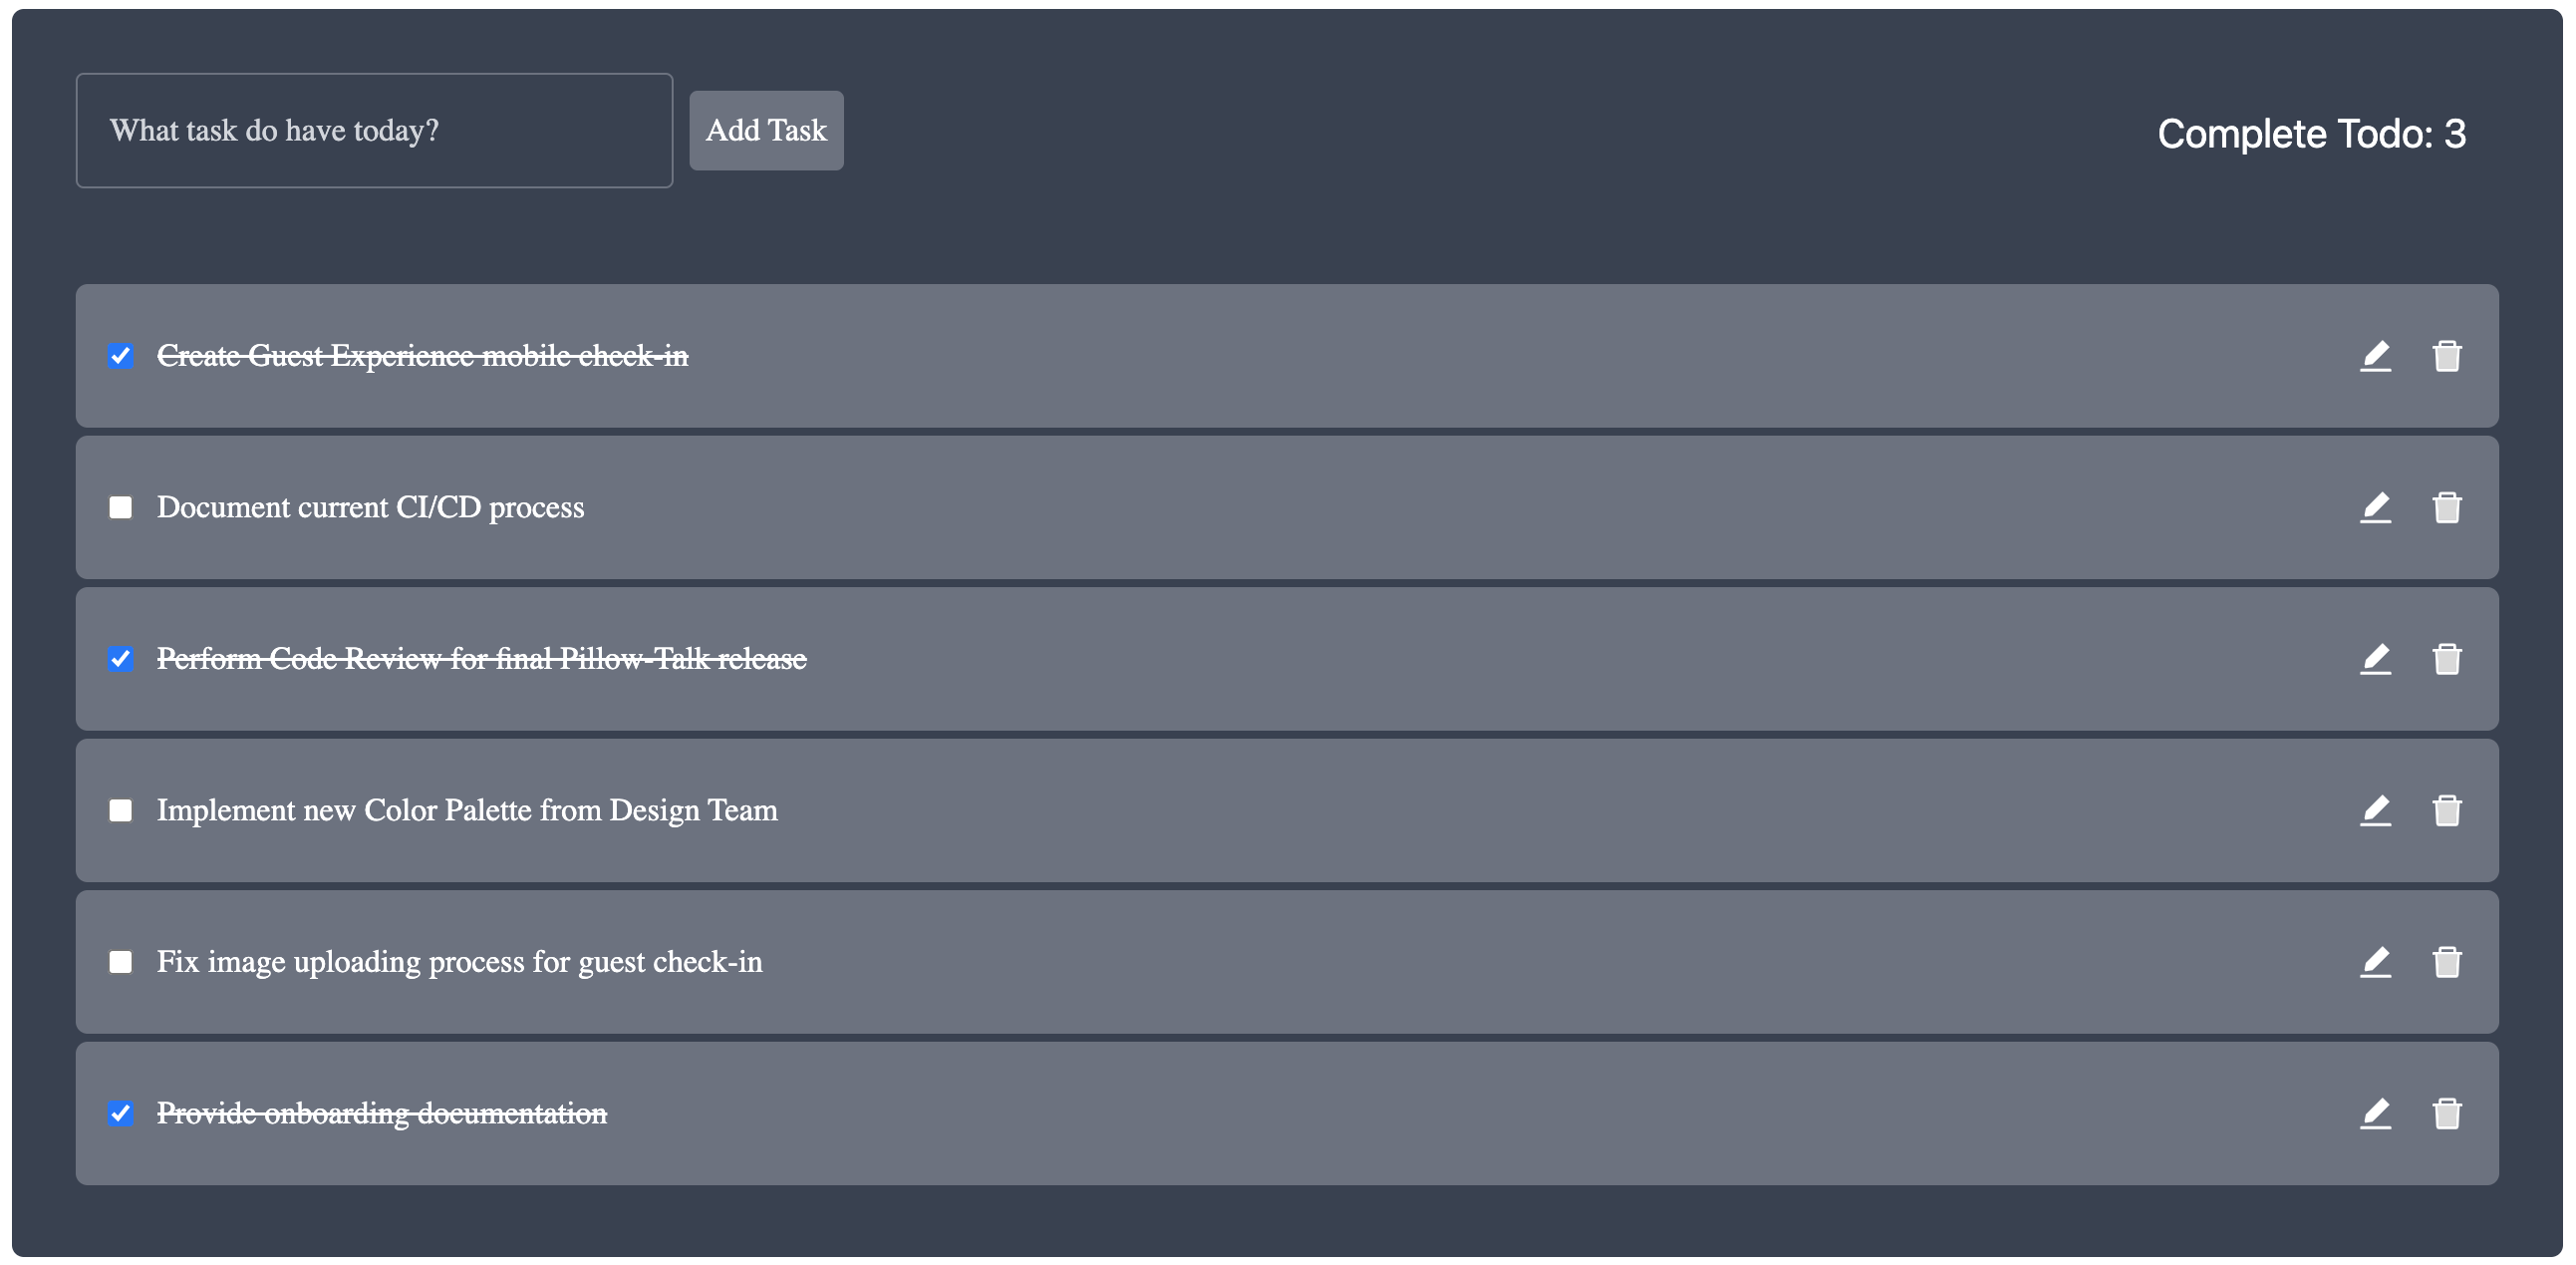 What task do have today?
Add Task
Complete Todo: 3
Create Guest Experience mobile check-in
Document current CI/CD process
Perform Code Review for final Pillow-Talk release
Implement new Color Palette from Design Team
Fix image uploading process for guest check-in
Provide onboarding documentation